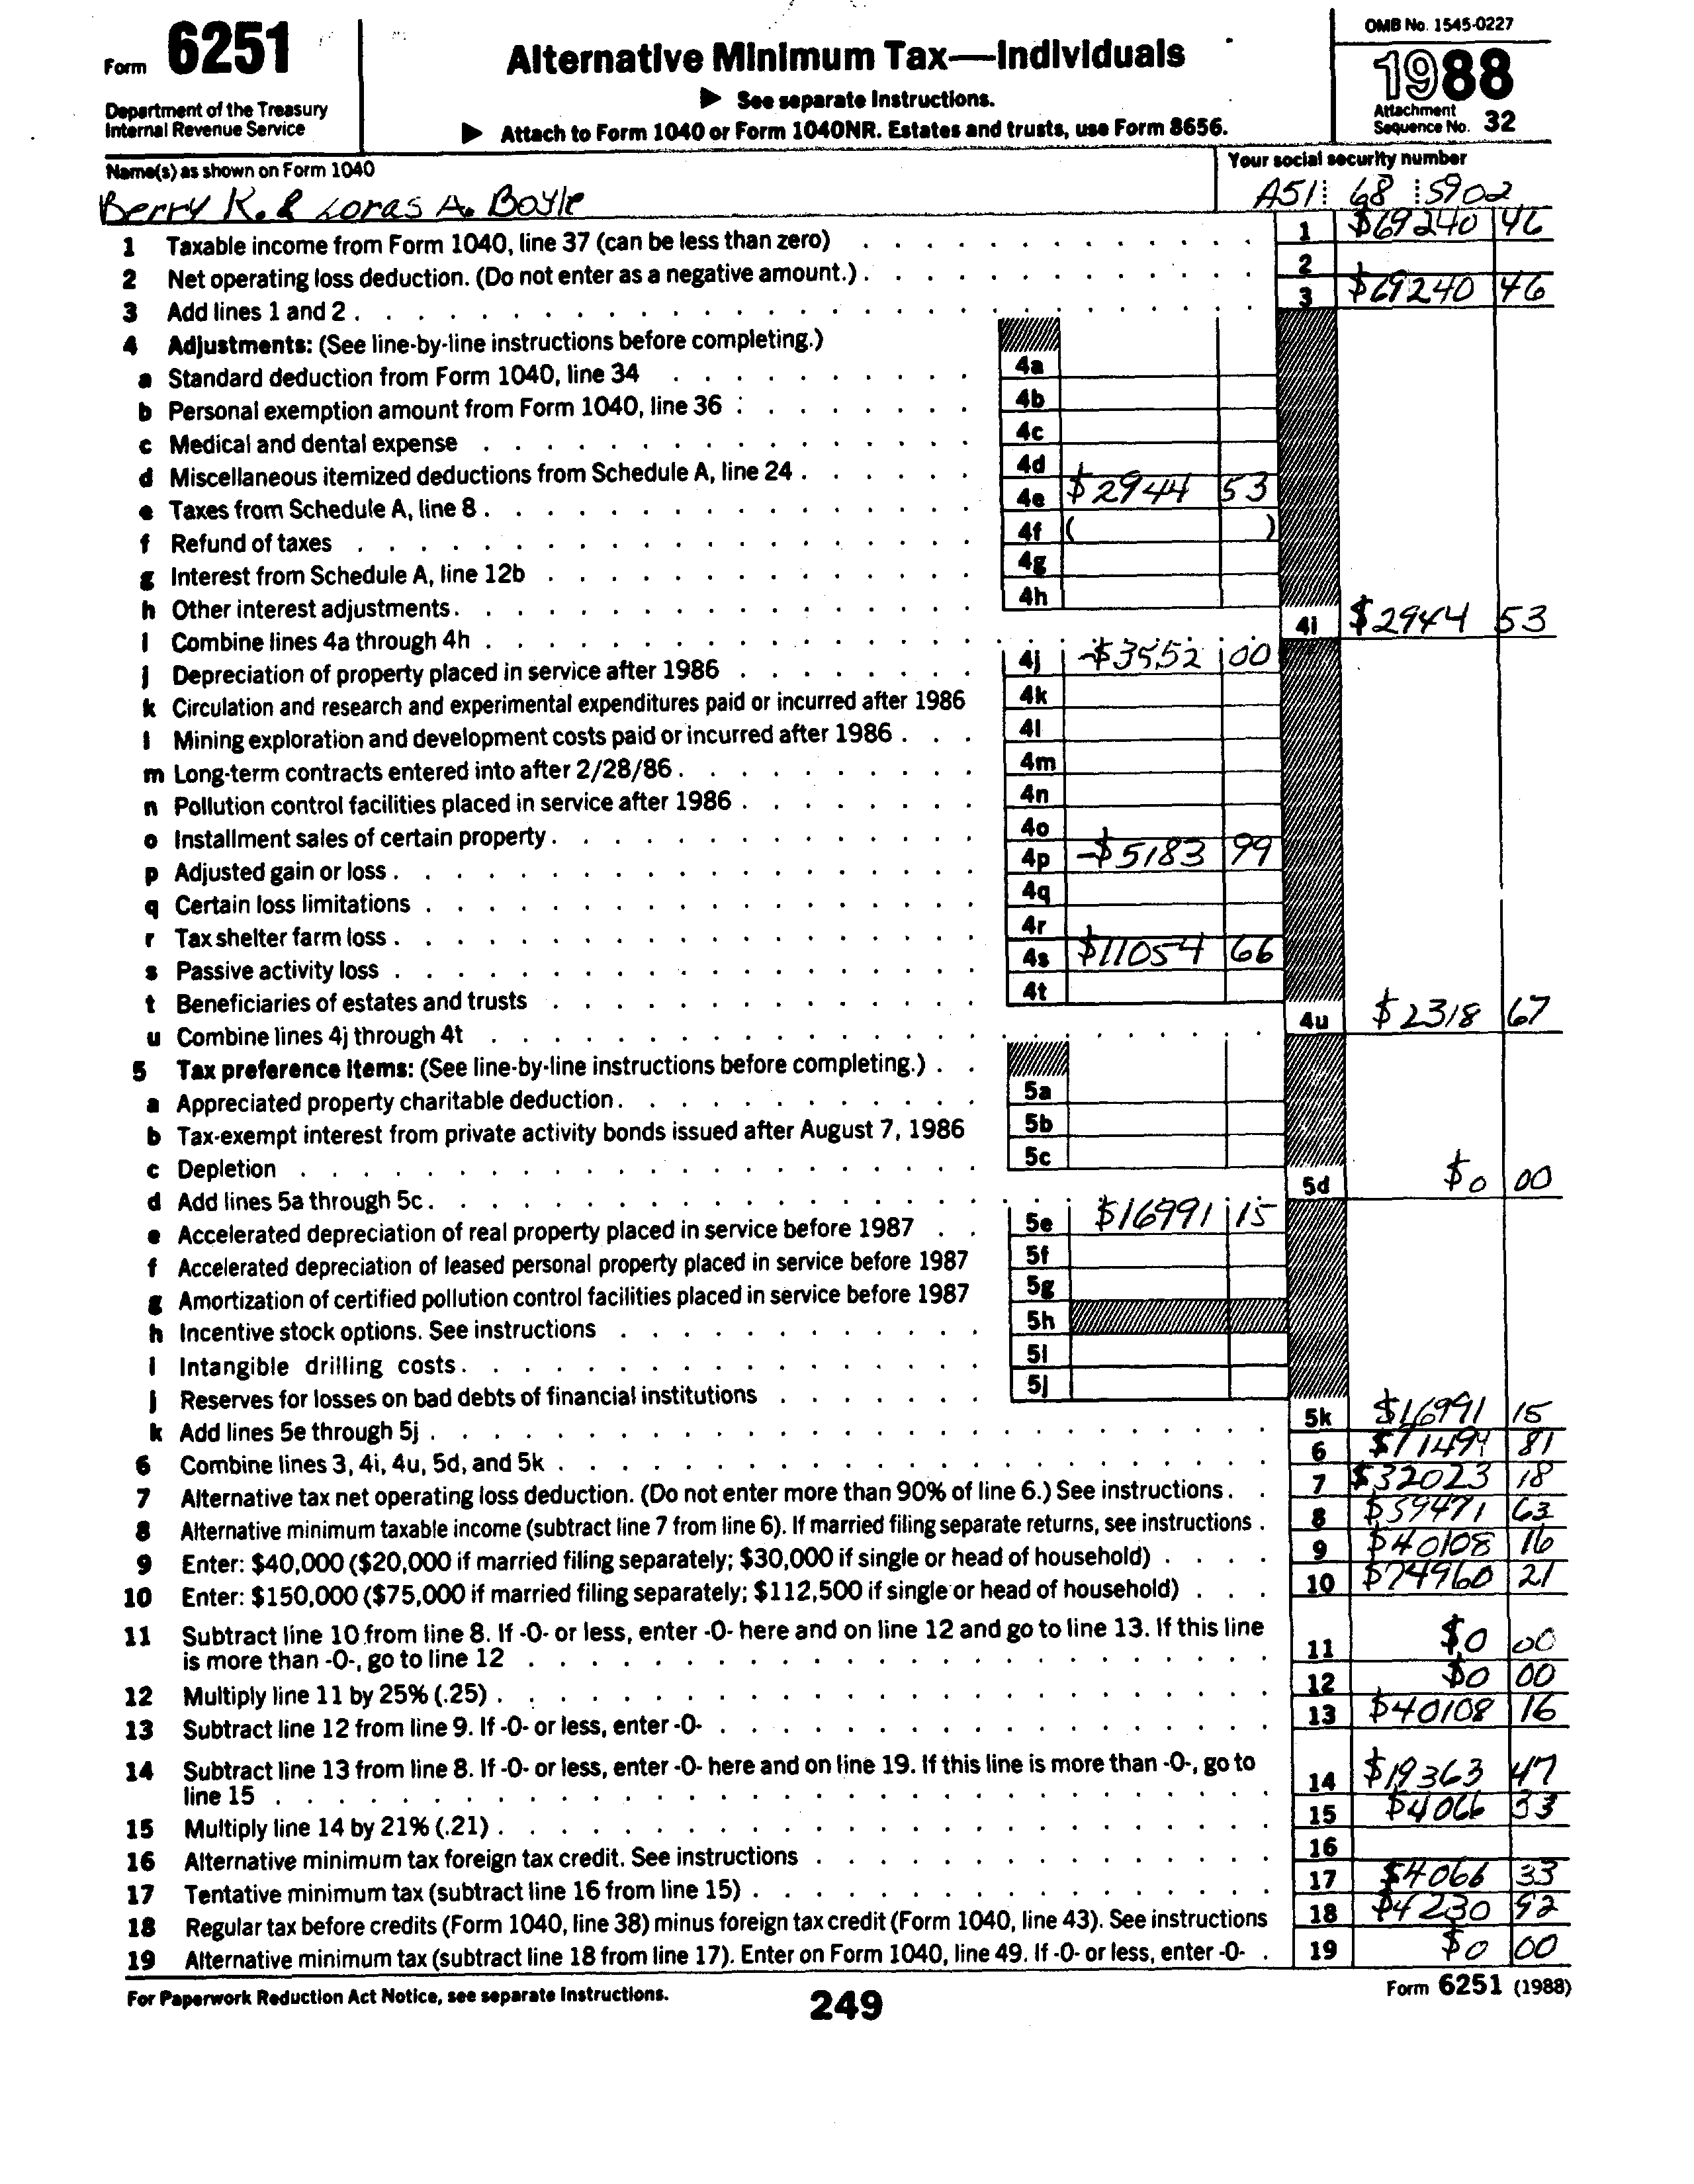 Form 6251
Department of the Treasury
Internal Revenue Service
Alternative Minimum Tax—Individuals
▶ See separate Instructions.
▶ Attach to Form 1040 or Form 1040NR. Estates and trusts, use Form 8656.
OMB No. 1545-0227
1988
Attachment
Sequence No. 32
Name(s) as shown on Form 1040
Berry K. & Loras A. Boyle
Your social security number
A51 68 5902
1 Taxable income from Form 1040, line 37 (can be less than zero) 1 $69240 46
2 Net operating loss deduction. (Do not enter as a negative amount.) 2
3 Add lines 1 and 2 3 $69240 46
4 Adjustments: (See line-by-line instructions before completing.)
a Standard deduction from Form 1040, line 34 4a
b Personal exemption amount from Form 1040, line 36 4b
c Medical and dental expense 4c
d Miscellaneous itemized deductions from Schedule A, line 24 4d
e Taxes from Schedule A, line 8 4e $2944 53
f Refund of taxes 4f ( )
g Interest from Schedule A, line 12b 4g
h Other interest adjustments 4h
i Combine lines 4a through 4h 4i $2944 53
j Depreciation of property placed in service after 1986 4j -$3552 00
k Circulation and research and experimental expenditures paid or incurred after 1986 4k
l Mining exploration and development costs paid or incurred after 1986 4l
m Long-term contracts entered into after 2/28/86 4m
n Pollution control facilities placed in service after 1986 4n
o Installment sales of certain property 4o
p Adjusted gain or loss 4p -$5183 99
q Certain loss limitations 4q
r Tax shelter farm loss 4r
s Passive activity loss 4s $11054 66
t Beneficiaries of estates and trusts 4t
u Combine lines 4j through 4t 4u $2318 67
5 Tax preference items: (See line-by-line instructions before completing.)
a Appreciated property charitable deduction 5a
b Tax-exempt interest from private activity bonds issued after August 7, 1986 5b
c Depletion 5c
d Add lines 5a through 5c 5d $0 00
e Accelerated depreciation of real property placed in service before 1987 5e $16991 15
f Accelerated depreciation of leased personal property placed in service before 1987 5f
g Amortization of certified pollution control facilities placed in service before 1987 5g
h Incentive stock options. See instructions 5h
i Intangible drilling costs 5i
j Reserves for losses on bad debts of financial institutions 5j
k Add lines 5e through 5j 5k $16991 15
6 Combine lines 3, 4i, 4u, 5d, and 5k 6 81
7 Alternative tax net operating loss deduction. (Do not enter more than 90% of line 6.) See instructions 7 $32023 18
8 Alternative minimum taxable income (subtract line 7 from line 6). If married filing separate returns, see instructions 8 $59471 63
9 Enter: $40,000 ($20,000 if married filing separately; $30,000 if single or head of household) 9 $40108 16
10 Enter: $150,000 ($75,000 if married filing separately; $112,500 if single or head of household) 10 $74960 21
11 Subtract line 10 from line 8. If -0- or less, enter -0- here and on line 12 and go to line 13. If this line
is more than -0-, go to line 12 11 $0 00
12 Multiply line 11 by 25% (.25) 12 $0 00
13 Subtract line 12 from line 9. If -0- or less, enter -0- 13 $40108 16
14 Subtract line 13 from line 8. If -0- or less, enter -0- here and on line 19. If this line is more than -0-, go to
line 15 14 $19363 47
15 Multiply line 14 by 21% (.21) 15 $4066 33
16 Alternative minimum tax foreign tax credit. See instructions 16
17 Tentative minimum tax (subtract line 16 from line 15) 17 $4066 33
18 Regular tax before credits (Form 1040, line 38) minus foreign tax credit (Form 1040, line 43). See instructions 18 $4230 92
19 Alternative minimum tax (subtract line 18 from line 17). Enter on Form 1040, line 49. If -0- or less, enter -0- 19 $0 00
For Paperwork Reduction Act Notice, see separate Instructions.
249
Form 6251 (1988)